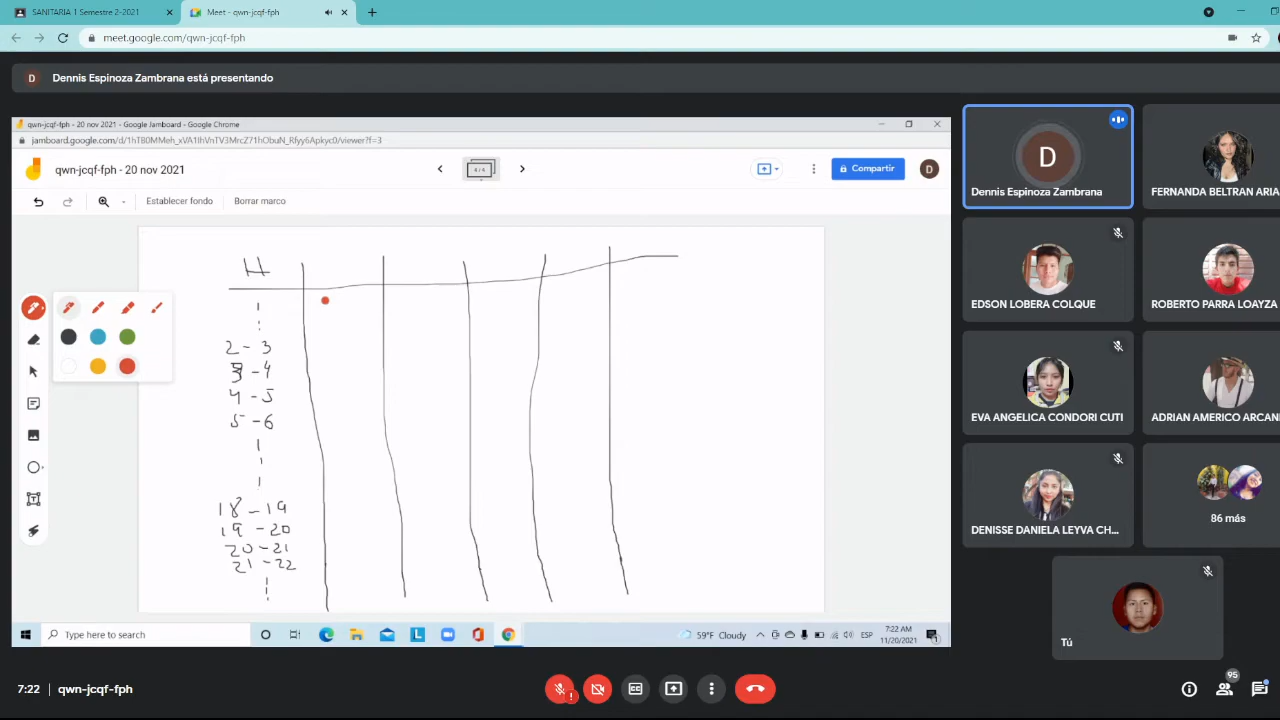 SANITARIA 1 Semestre 2-2021
Meet - qwn-jcqf-fph
meet.google.com/qwn-jcqf-fph
D
Dennis Espinoza Zambrana está presentando
qwn-jcqf-fph - 20 nov 2021 - Google Jamboard - Google Chrome
qwn-jcqf-fph - 20 nov 2021
4 / 4
Compartir
D
Establecer fondo
Borrar marco
H
2 - 3
3 - 4
4 - 5
5 - 6
18 - 19
19 - 20
20 - 21
21 - 22
Type here to search
L
59°F Cloudy
ESP
7:22 AM
11/20/2021
D
Dennis Espinoza Zambrana
FERNANDA BELTRAN ARIA
EDSON LOBERA COLQUE
ROBERTO PARRA LOAYZA
EVA ANGELICA CONDORI CUTI
ADRIAN AMERICO ARCAN
DENISSE DANIELA LEYVA CH...
86 más
Tú
7:22
qwn-jcqf-fph
95